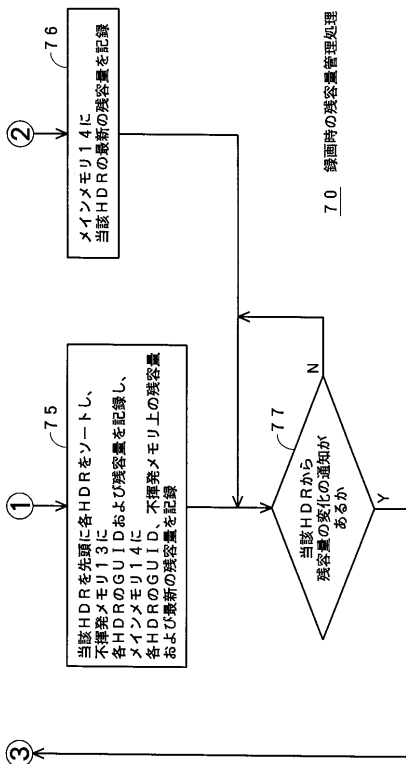 ③
①
②
75
当該HDRを先頭に各HDRをソートし、
不揮発メモリ13に
各HDRのGUIDおよび残容量を記録し、
メインメモリ14に
各HDRのGUID、不揮発メモリ上の残容量
および最新の残容量を記録
76
メインメモリ14に
当該HDRの最新の残容量を記録
77
当該HDRから
残容量の変化の通知が
あるか
N
Y
70 録画時の残容量管理処理